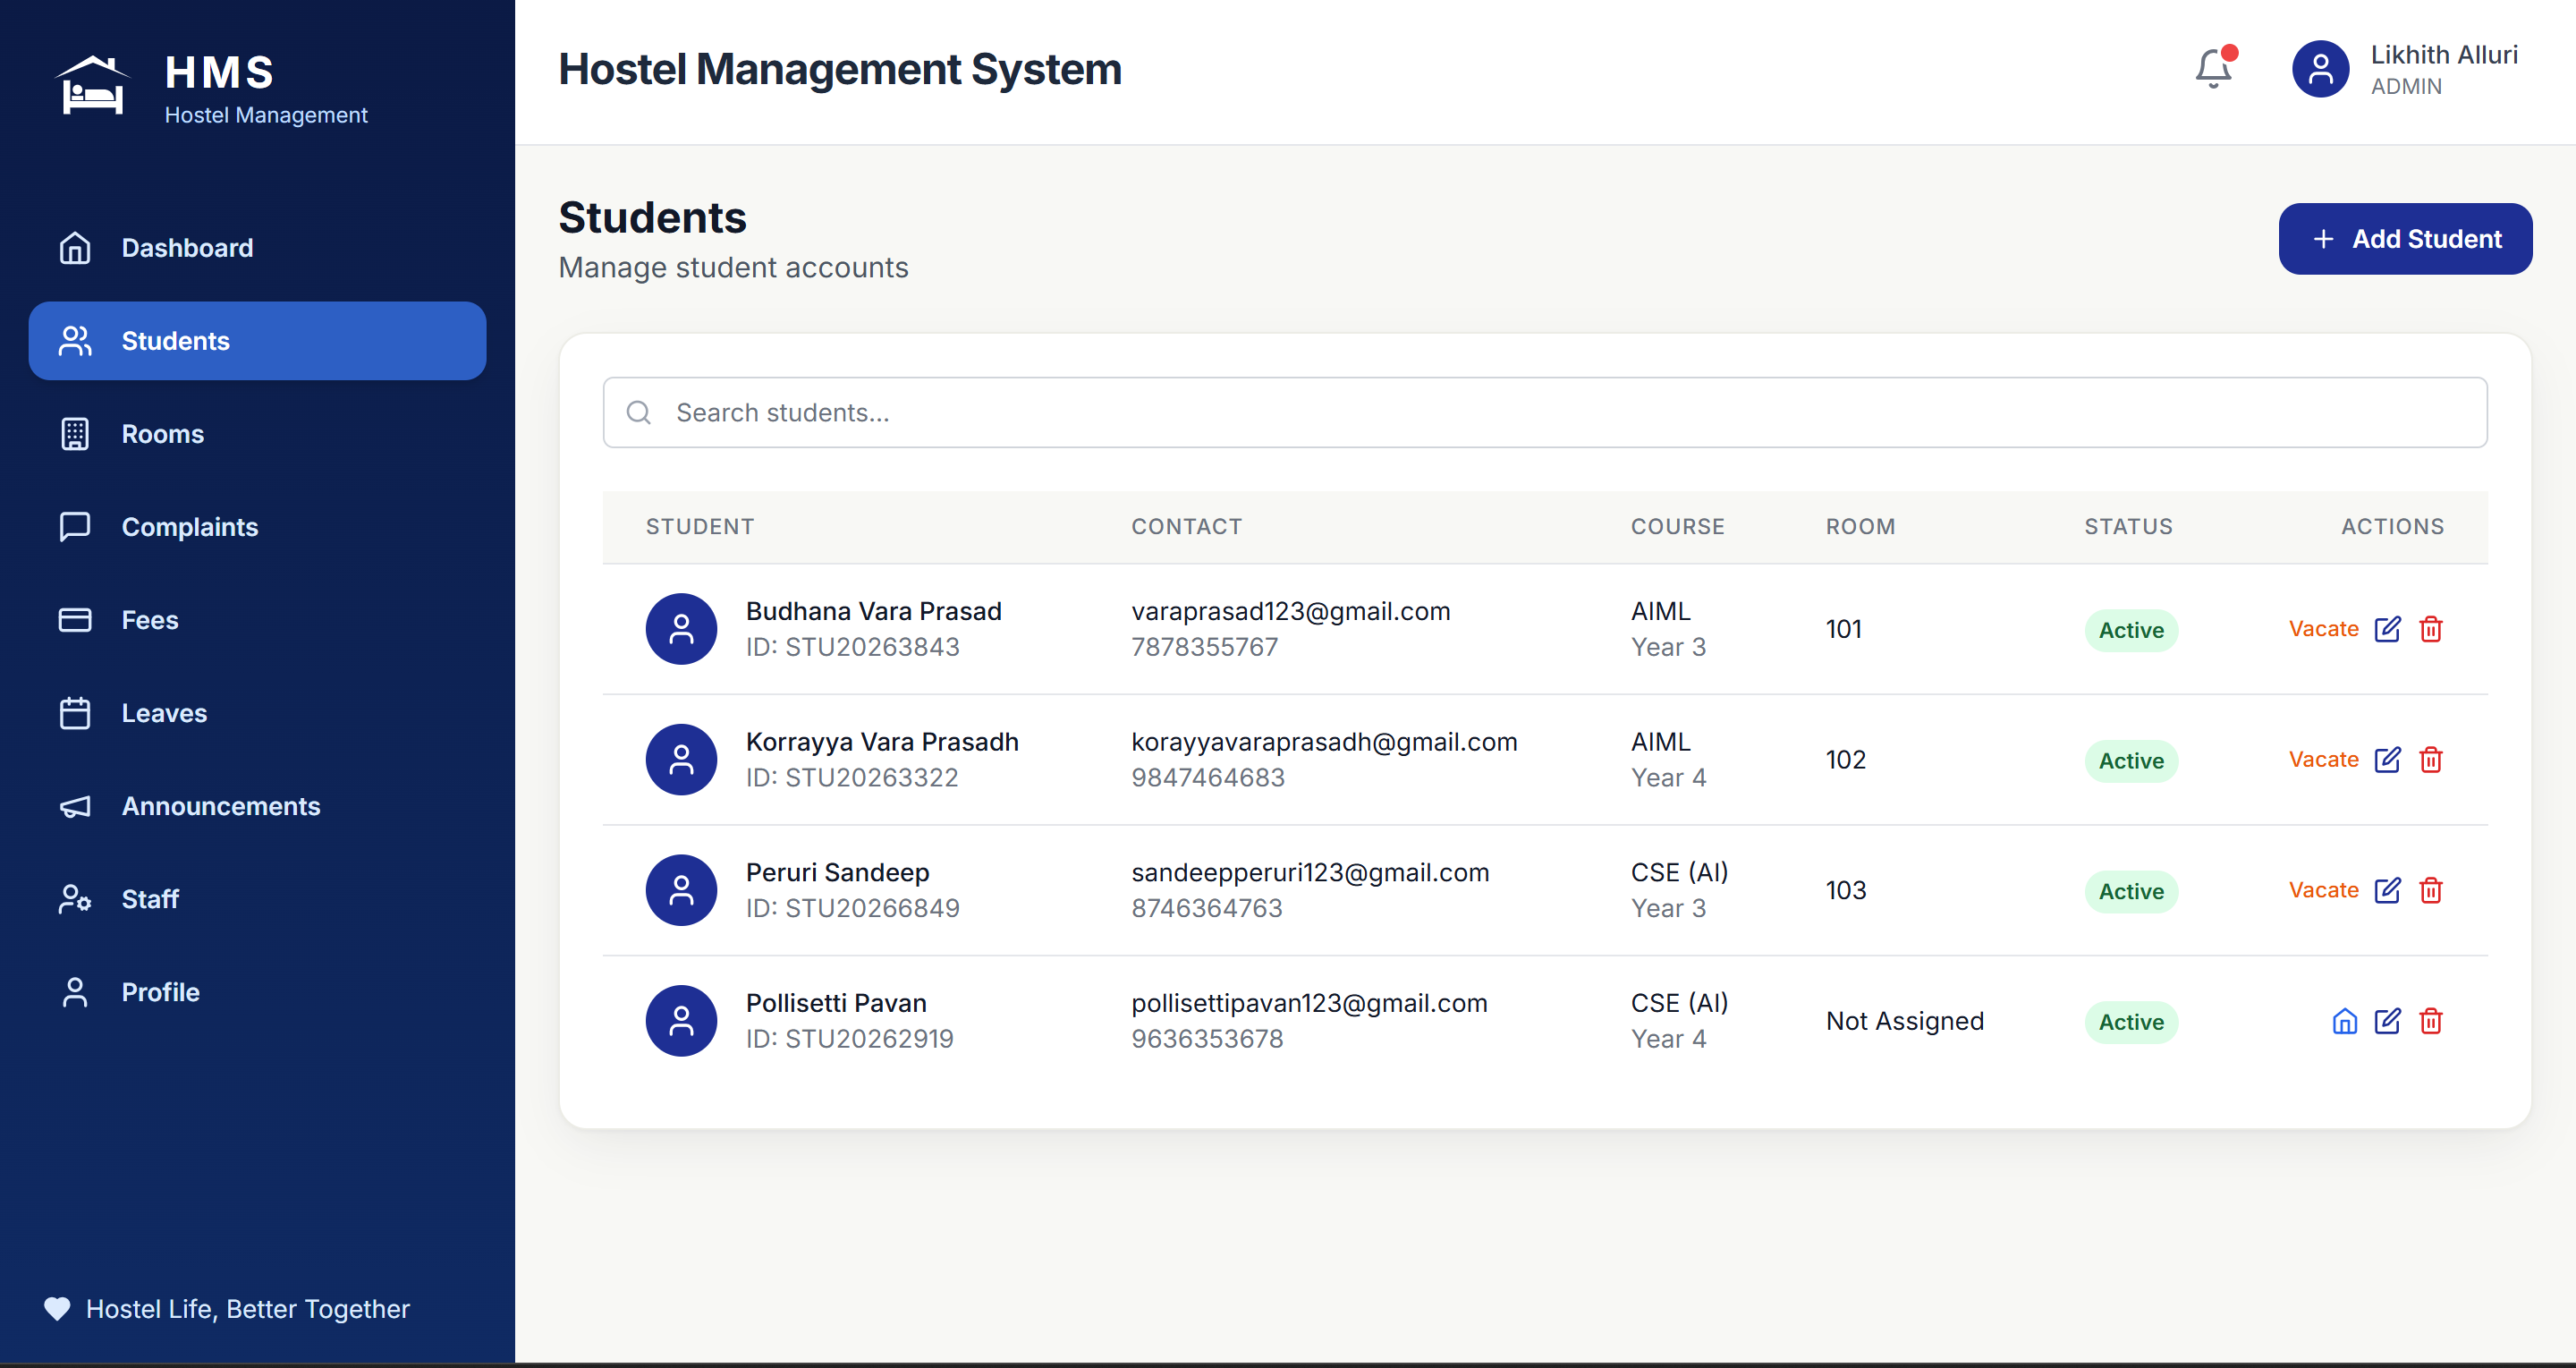 HMS
Hostel Management
Dashboard
Students
Rooms
Complaints
Fees
Leaves
Announcements
Staff
Profile
Hostel Life, Better Together
Hostel Management System
Likhith Alluri
ADMIN
Students
Manage student accounts
+ Add Student
Search students...
STUDENT CONTACT COURSE ROOM STATUS ACTIONS
Budhana Vara Prasad varaprasad123@gmail.com AIML 101 Active Vacate
ID: STU20263843 7878355767 Year 3
Korrayya Vara Prasadh korayyavaraprasadh@gmail.com AIML 102 Active Vacate
ID: STU20263322 9847464683 Year 4
Peruri Sandeep sandeepperuri123@gmail.com CSE (AI) 103 Active Vacate
ID: STU20266849 8746364763 Year 3
Pollisetti Pavan pollisettipavan123@gmail.com CSE (AI) Not Assigned Active
ID: STU20262919 9636353678 Year 4